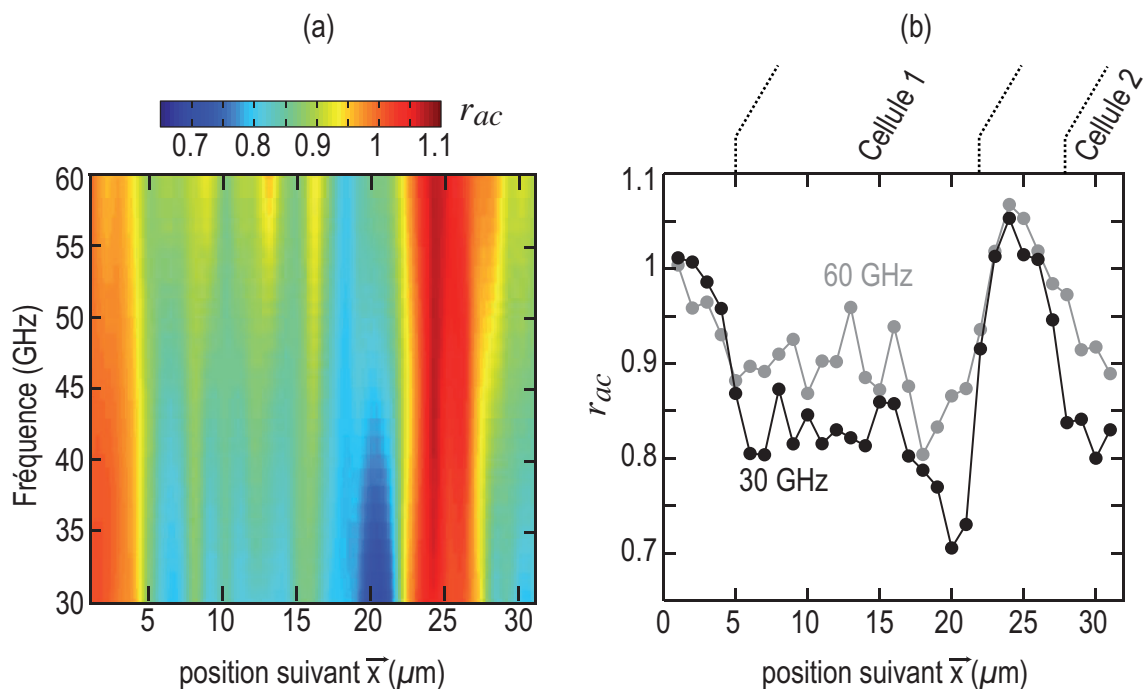 (a)
r_ac
0.7 0.8 0.9 1 1.1
60
55
50
45
40
35
30
Fréquence (GHz)
5 10 15 20 25 30
position suivant x (µm)
(b)
Cellule 1
Cellule 2
1.1
1
0.9
0.8
0.7
r_ac
60 GHz
30 GHz
0 5 10 15 20 25 30
position suivant x (µm)